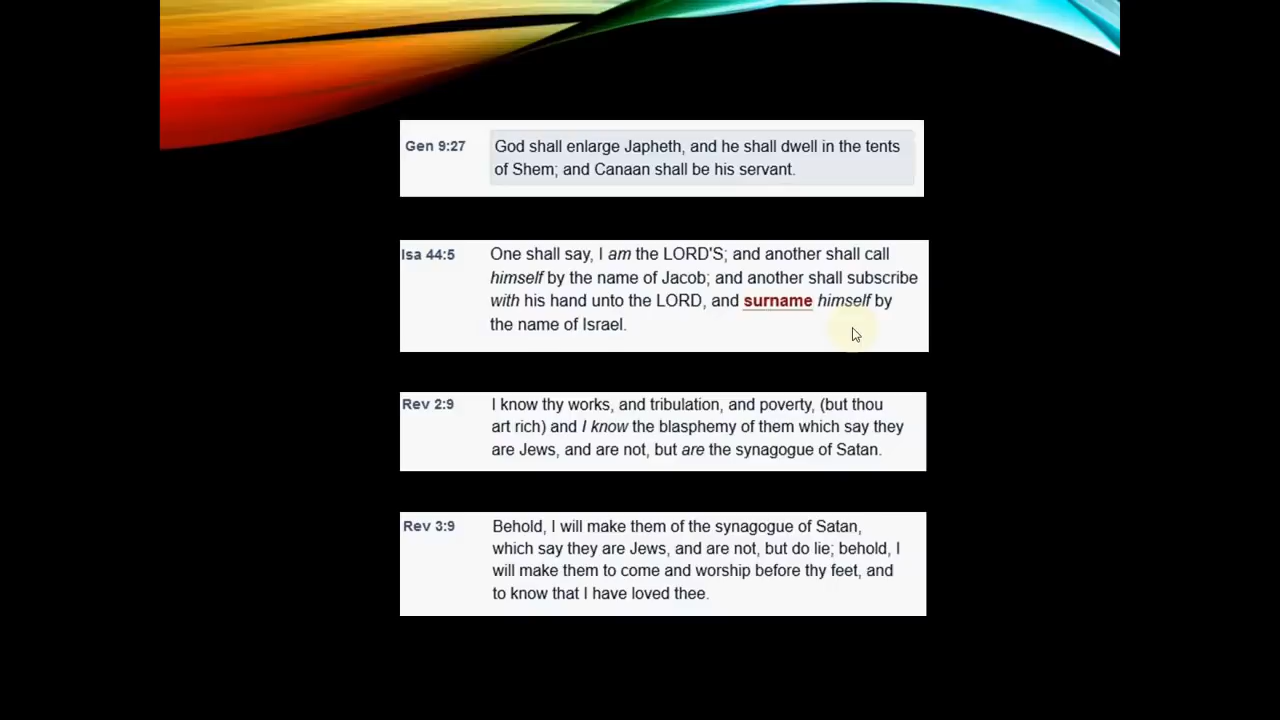 Gen 9:27 God shall enlarge Japheth, and he shall dwell in the tents
of Shem; and Canaan shall be his servant.
Isa 44:5 One shall say, I am the LORD'S; and another shall call
himself by the name of Jacob; and another shall subscribe
with his hand unto the LORD, and surname himself by
the name of Israel.
Rev 2:9 I know thy works, and tribulation, and poverty, (but thou
art rich) and I know the blasphemy of them which say they
are Jews, and are not, but are the synagogue of Satan.
Rev 3:9 Behold, I will make them of the synagogue of Satan,
which say they are Jews, and are not, but do lie; behold, I
will make them to come and worship before thy feet, and
to know that I have loved thee.